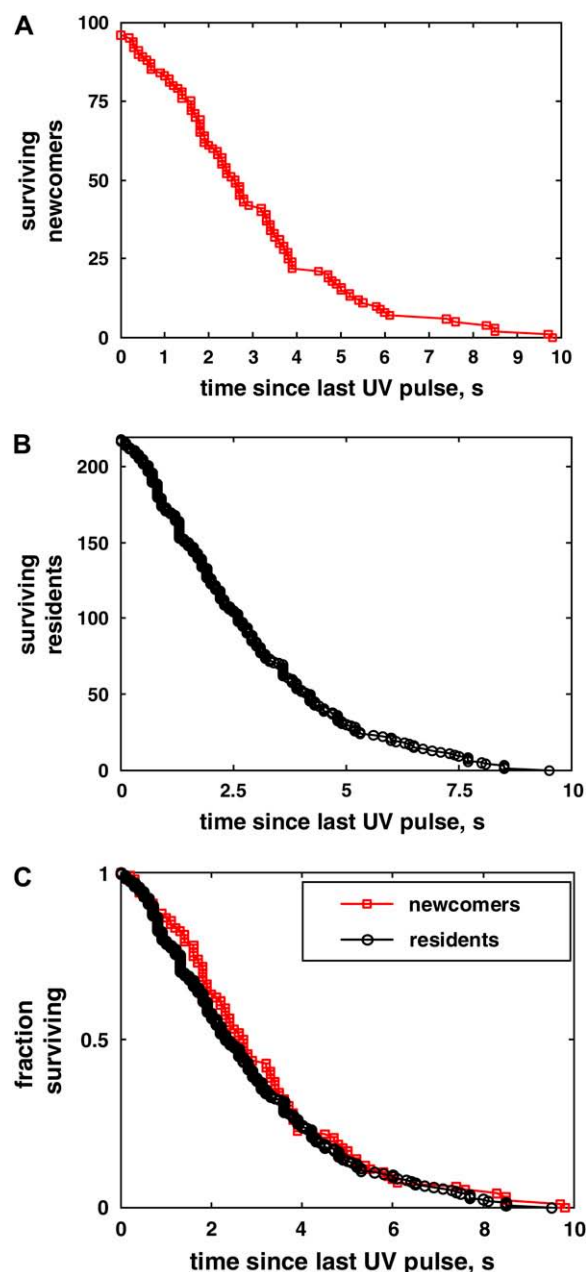 A
100
75
50
25
0
surviving
newcomers
0 1 2 3 4 5 6 7 8 9 10
time since last UV pulse, s
B
200
150
100
50
0
surviving
residents
0 2.5 5 7.5 10
time since last UV pulse, s
C
1
0.5
0
fraction
surviving
newcomers
residents
0 2 4 6 8 10
time since last UV pulse, s